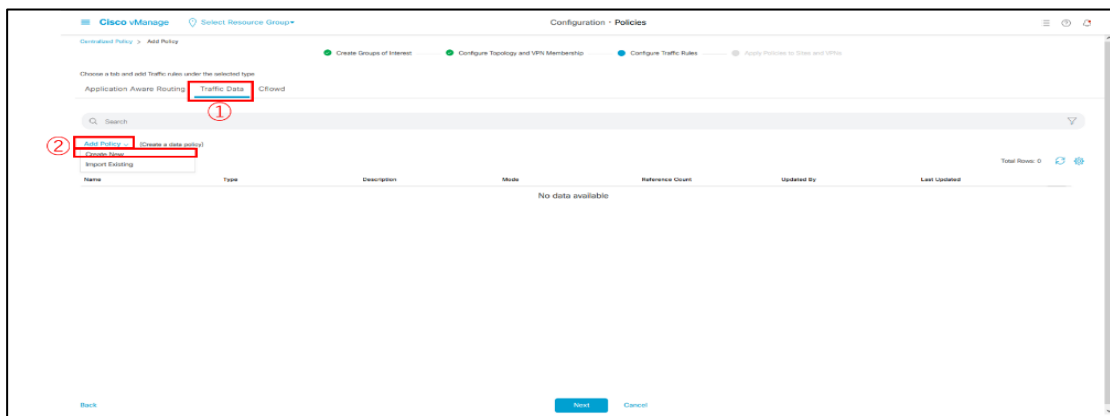 Cisco vManage Select Resource Group▾ Configuration · Policies
Centralized Policy > Add Policy
Create Groups of Interest Configure Topology and VPN Membership Configure Traffic Rules Apply Policies to Sites and VPNs
Choose a tab and add Traffic rules under the selected type
Application Aware Routing Traffic Data Cflowd
①
Search
② Add Policy (Create a data policy)
Create New
Import Existing
Total Rows: 0
Name Type Description Mode Reference Count Updated By Last Updated
No data available
Back Next Cancel